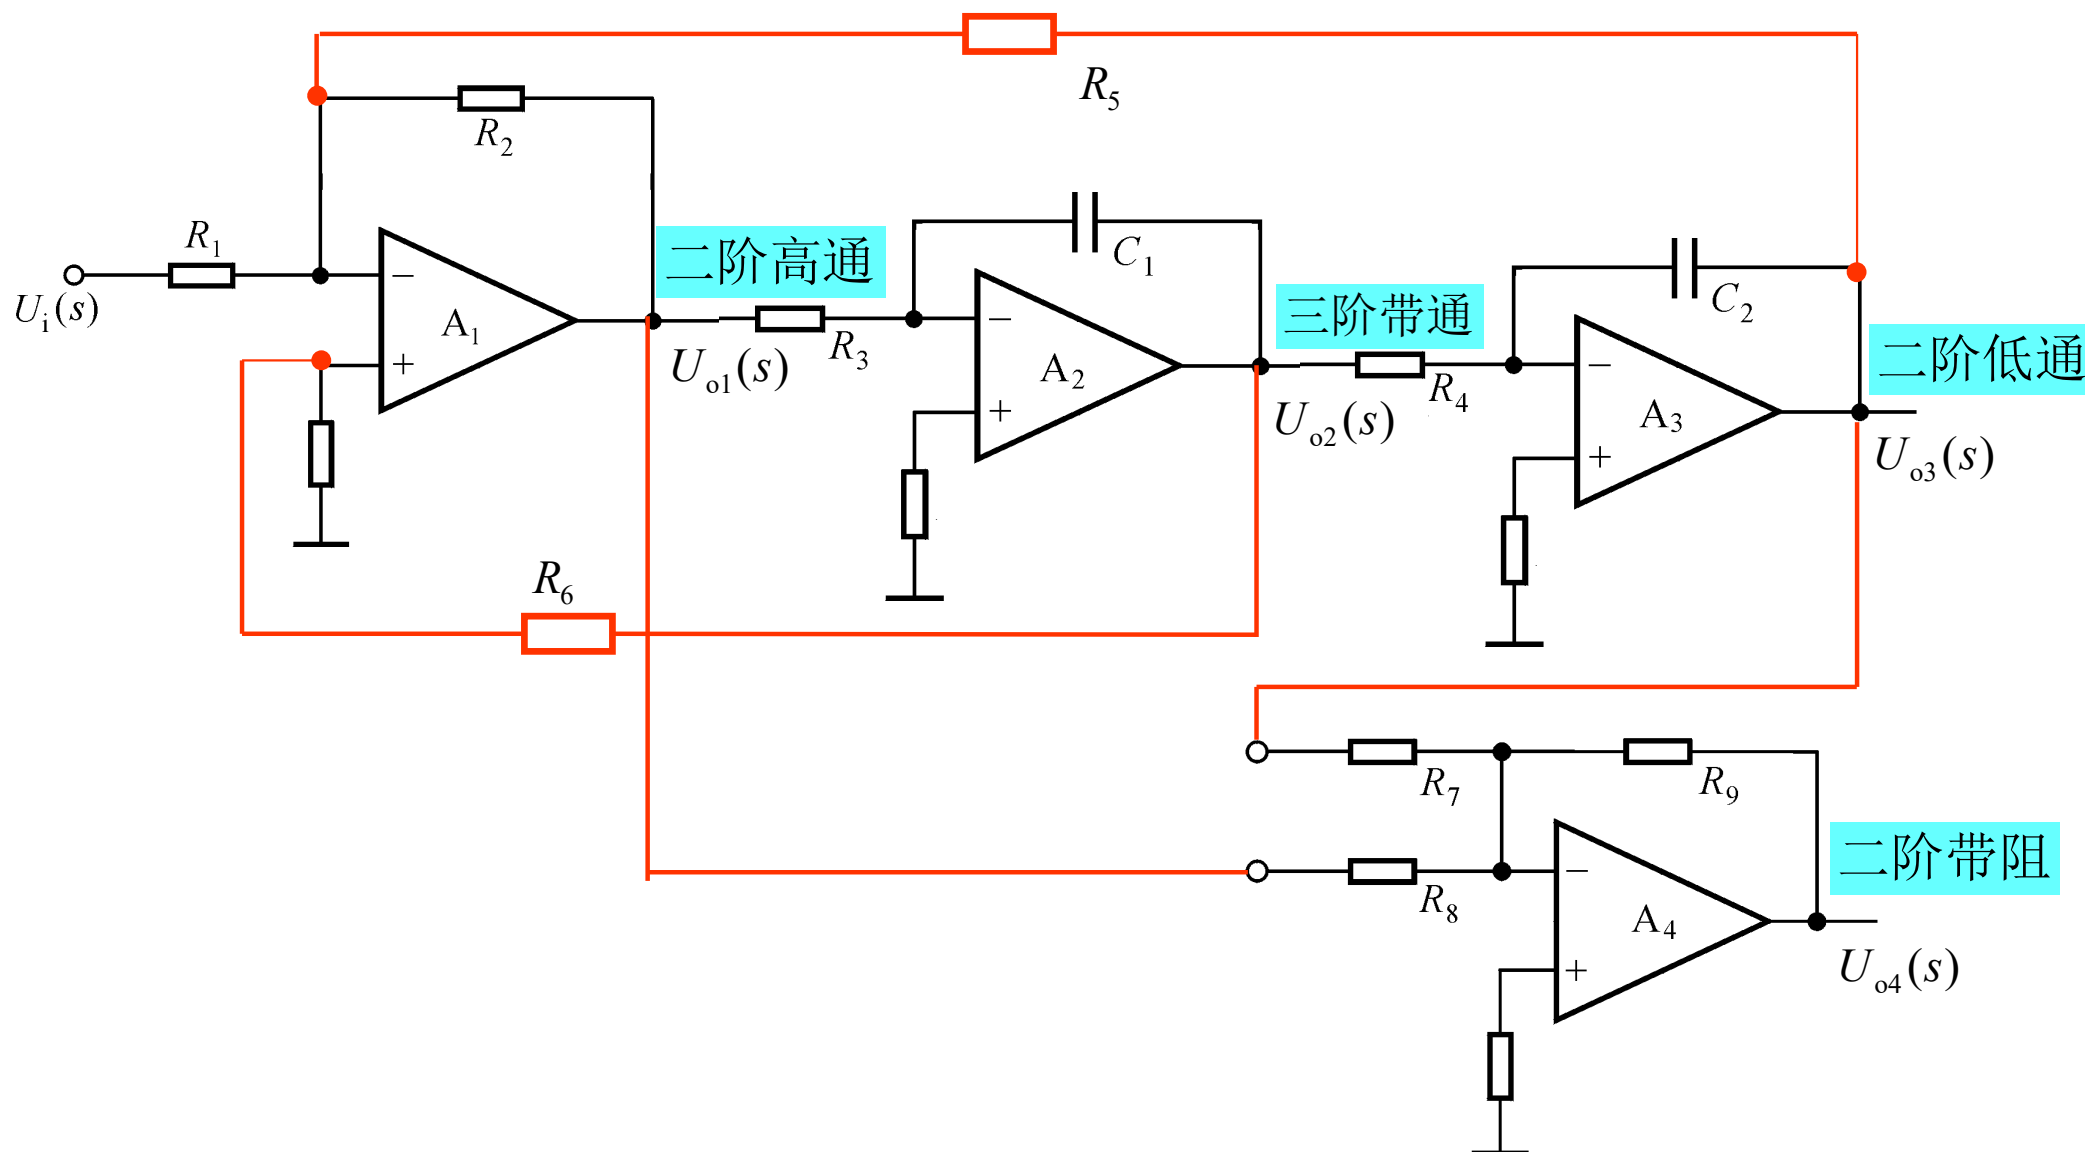 R5
R2
R1
Ui(s)
−
+
A1
二阶高通
Uo1(s)
R3
C1
−
+
A2
三阶带通
Uo2(s)
R4
C2
−
+
A3
二阶低通
Uo3(s)
R6
R7
R9
R8
−
+
A4
二阶带阻
Uo4(s)